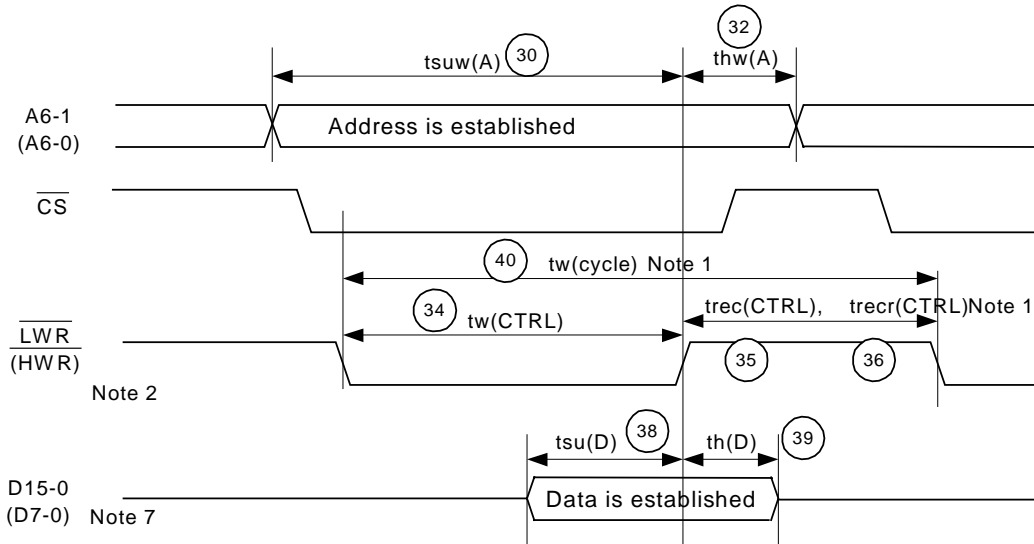 32
tsuw(A) 30 thw(A)
A6-1
(A6-0)
Address is established
CS
40 tw(cycle) Note 1
34 tw(CTRL)
trec(CTRL), trecr(CTRL)Note 1
LWR
(HWR)
35 36
Note 2
tsu(D) 38 th(D) 39
D15-0
(D7-0) Note 7
Data is established